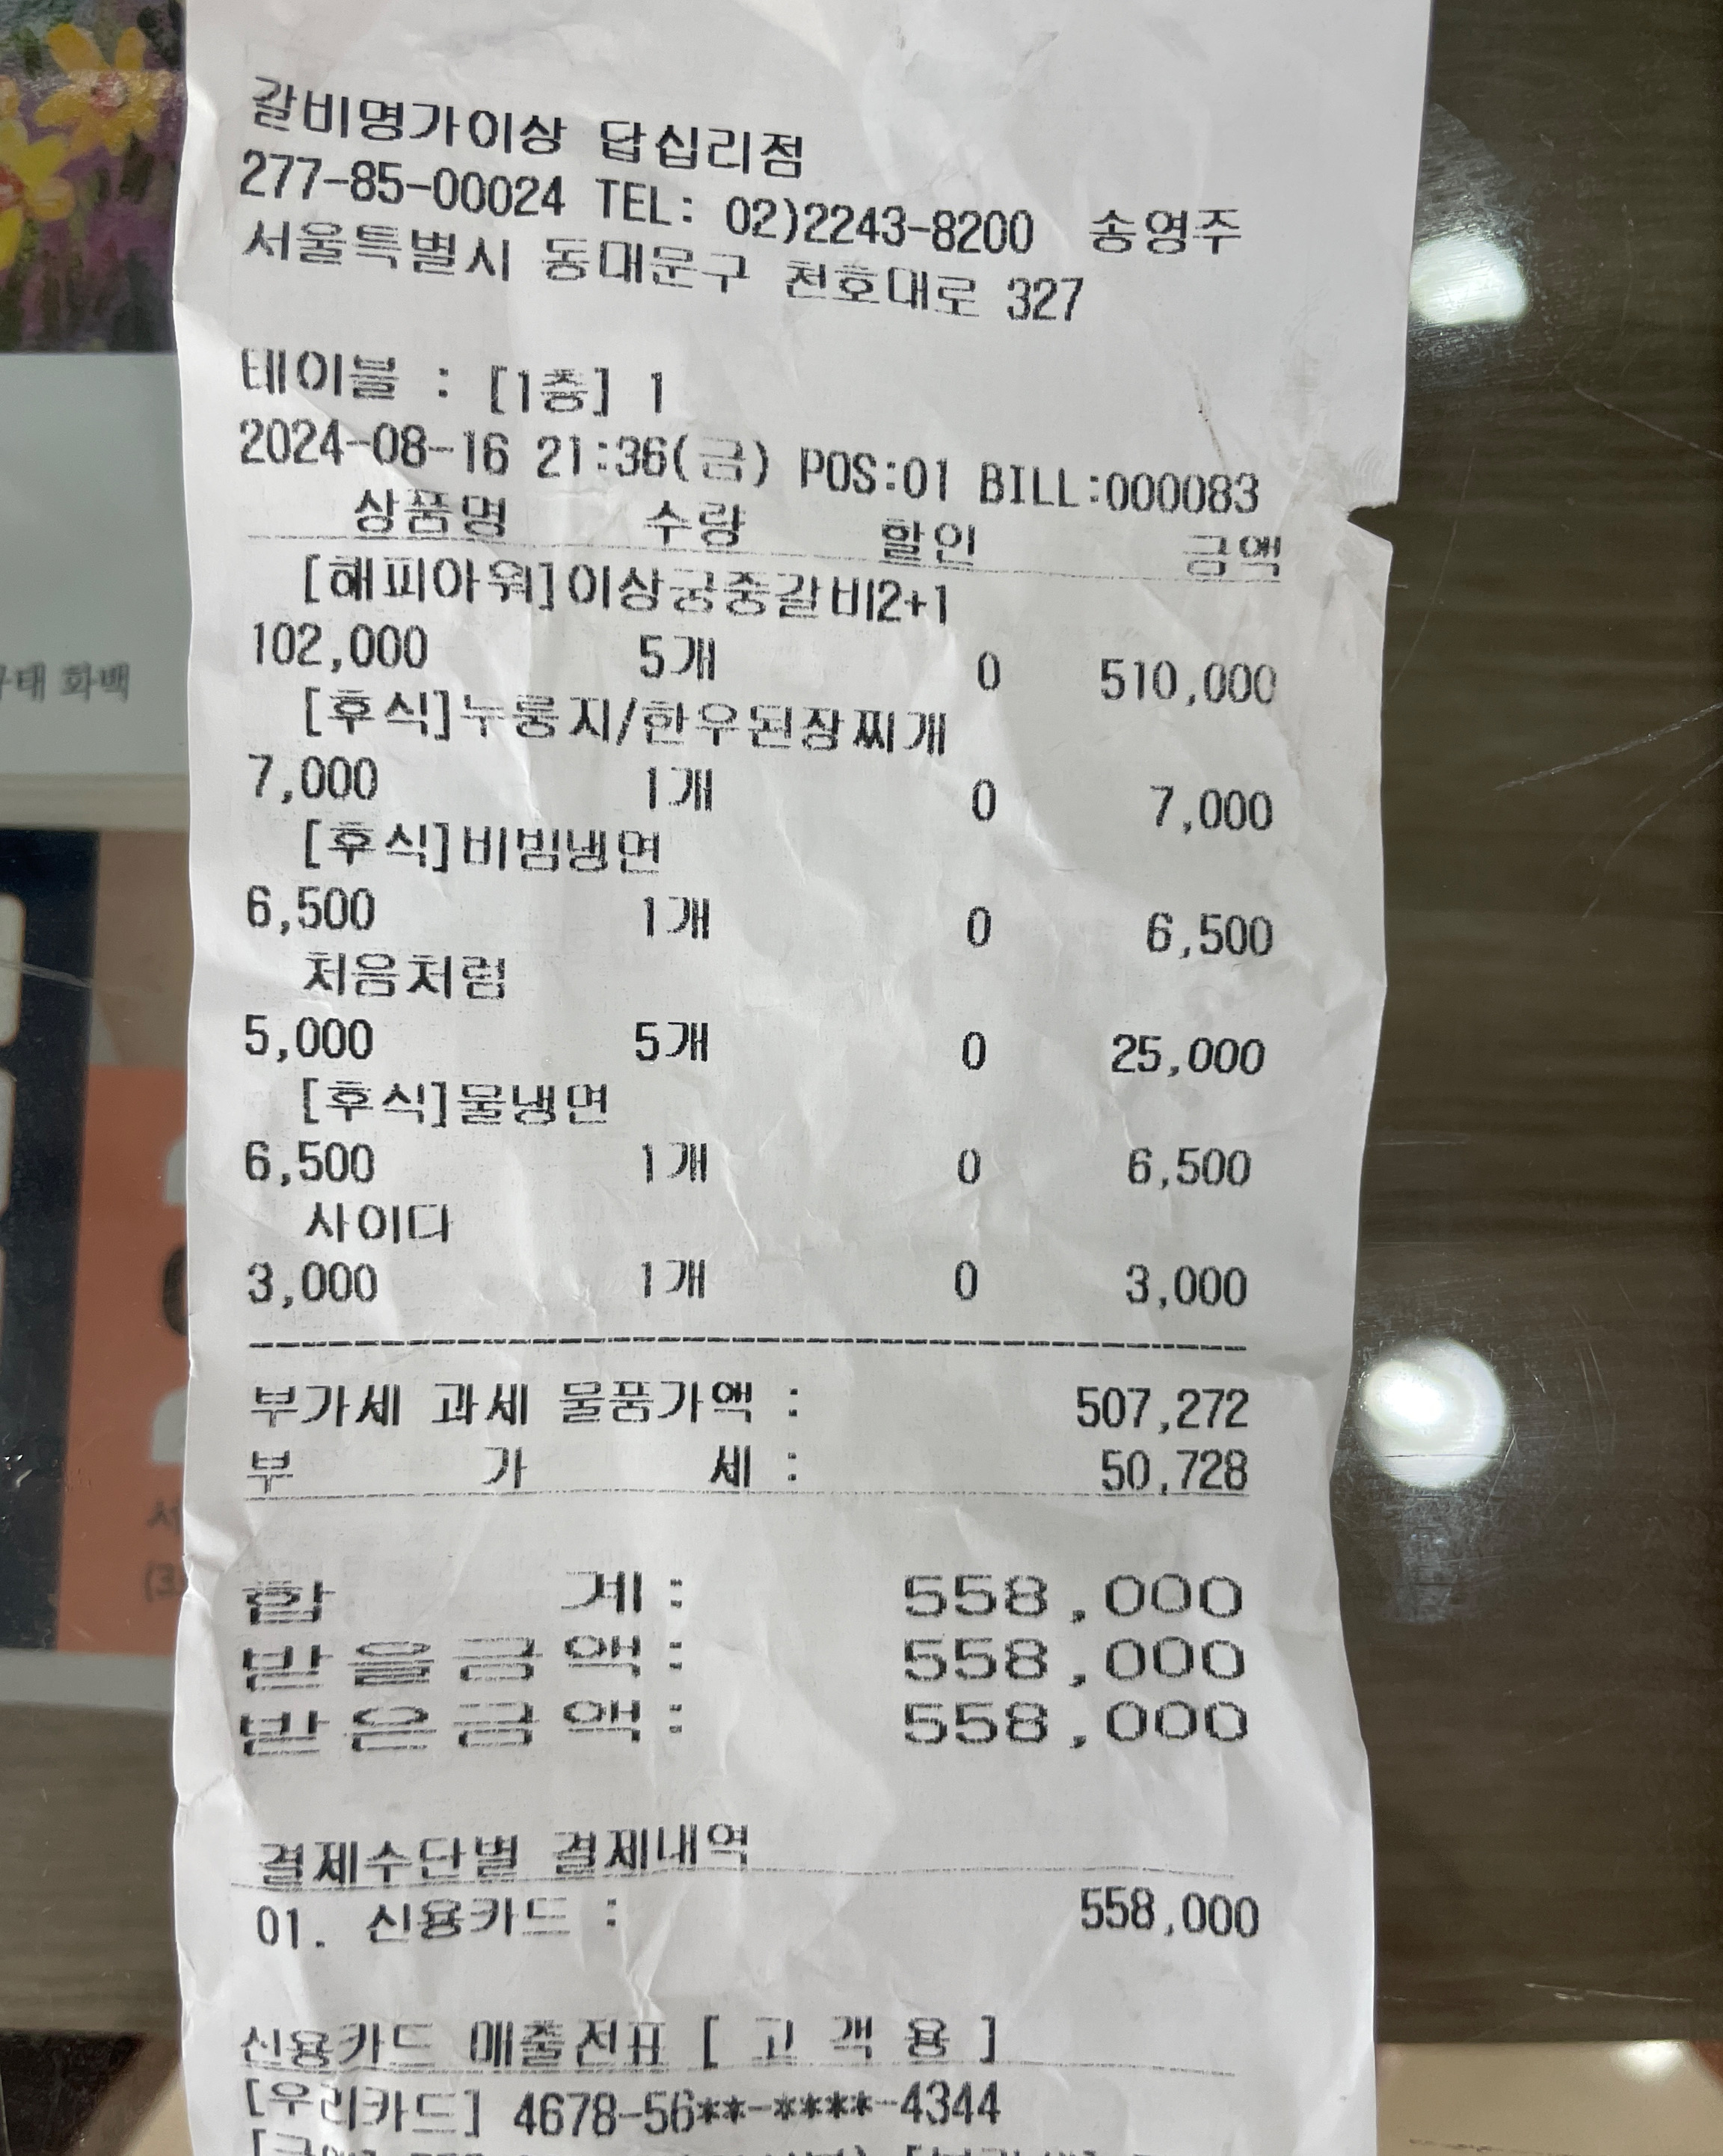 갈비명가이상 답십리점
277-85-00024 TEL: 02)2243-8200 송영주
서울특별시 동대문구 천호대로 327
테이블 : [1층] 1
2024-08-16 21:36(금) POS:01 BILL:000083
상품명 수량 할인 금액
[해피아워]이상궁중갈비2+1
102,000 5개 0 510,000
[후식]누룽지/한우된장찌개
7,000 1개 0 7,000
[후식]비빔냉면
6,500 1개 0 6,500
처음처럼
5,000 5개 0 25,000
[후식]물냉면
6,500 1개 0 6,500
사이다
3,000 1개 0 3,000
부가세 과세 물품가액 : 507,272
부 가 세 : 50,728
합 계 : 558,000
받을금액 : 558,000
받은금액 : 558,000
결제수단별 결제내역
01. 신용카드 : 558,000
신용카드 매출전표 [ 고 객 용 ]
[우리카드] 4678-56**-****-4344
화백